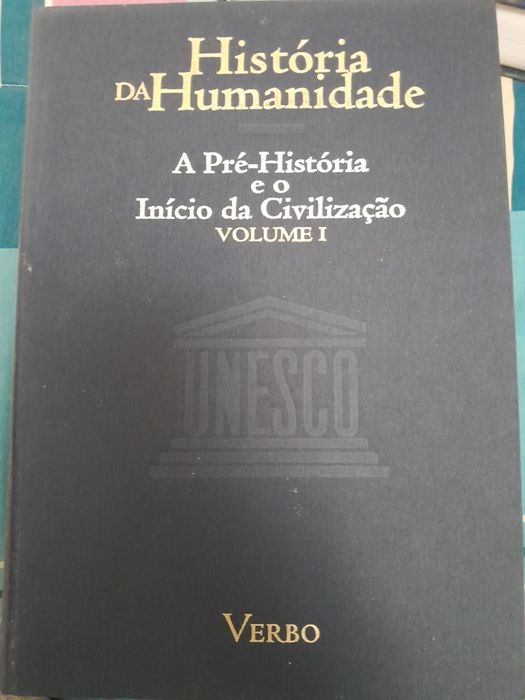 História
DA Humanidade
A Pré-História
e o
Início da Civilização
VOLUME I
UNESCO
VERBO